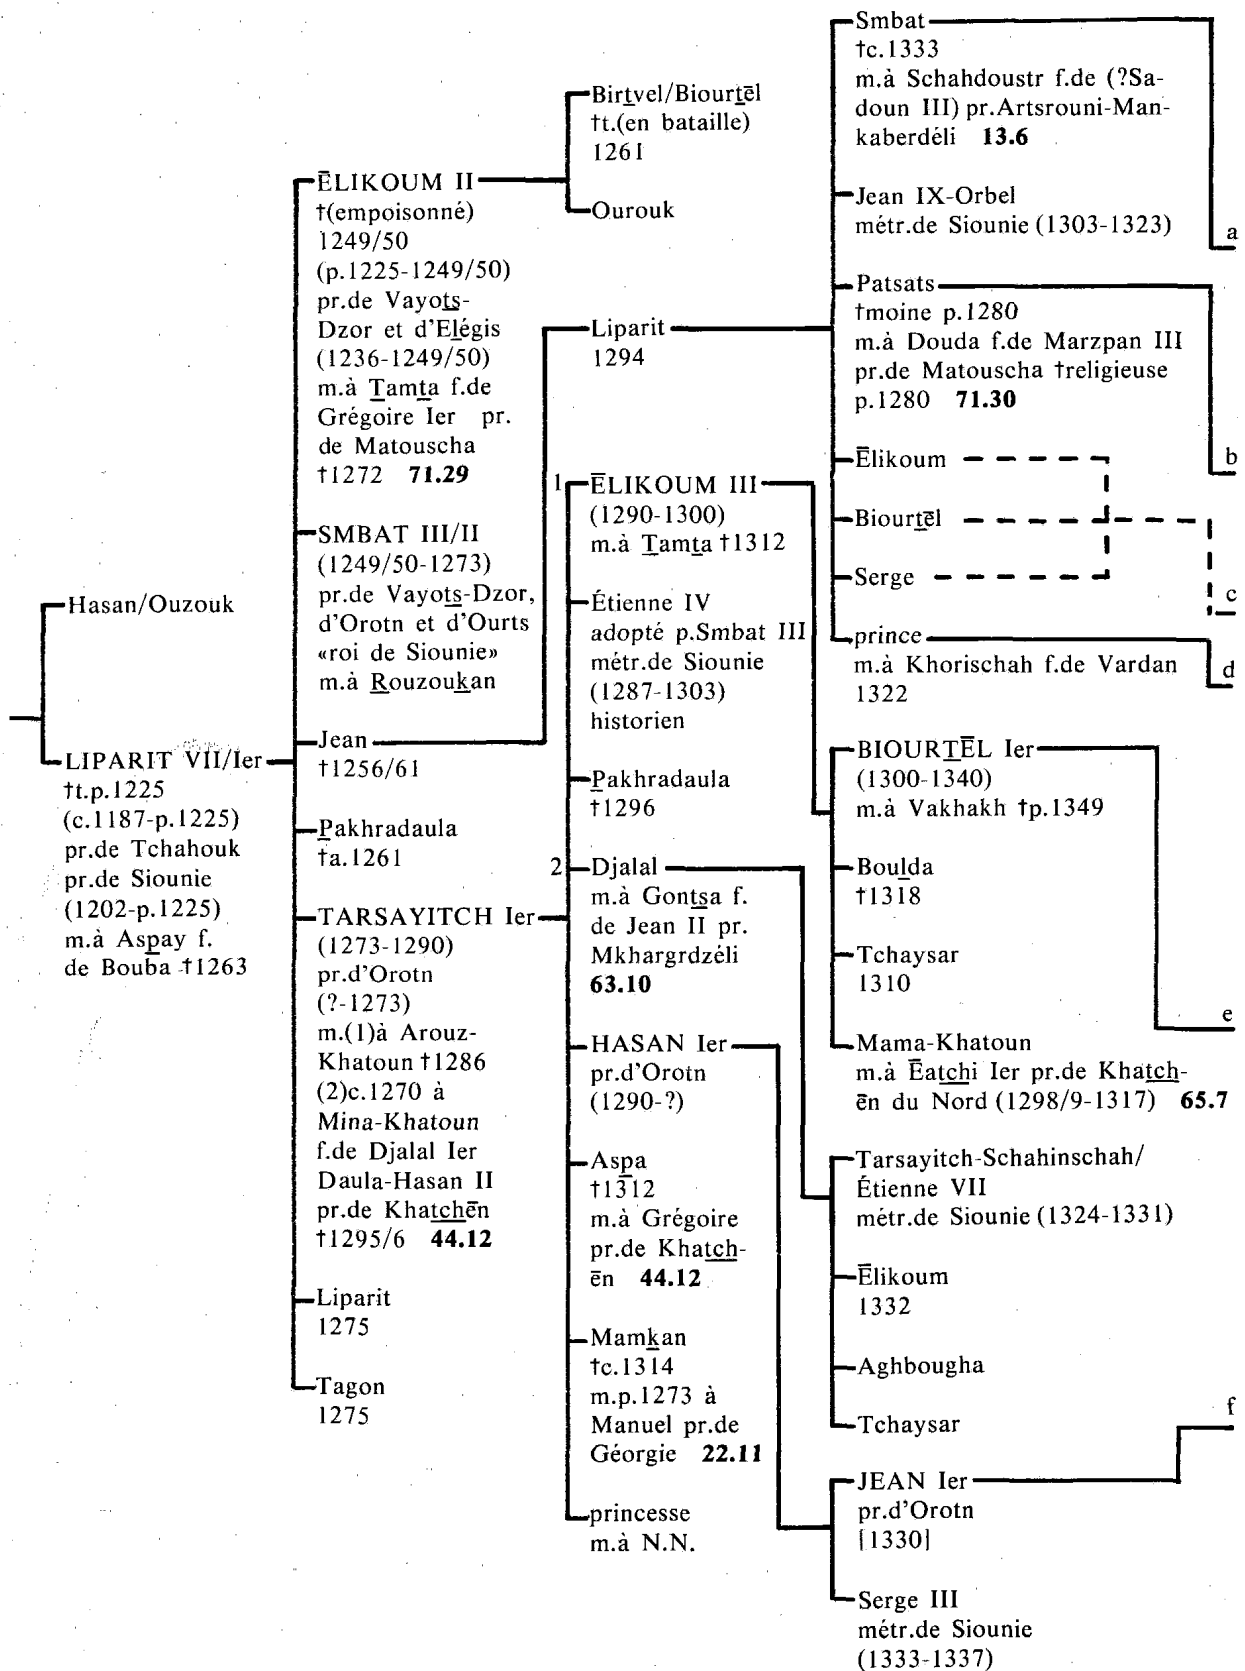 Hasan/Ouzouk
LIPARIT VII/Ier
†t.p.1225
(c.1187-p.1225)
pr.de Tchahouk
pr.de Siounie
(1202-p.1225)
m.à Aspay f.
de Bouba †1263
ĒLIKOUM II
†(empoisonné)
1249/50
(p.1225-1249/50)
pr.de Vayots-
Dzor et d'Elégis
(1236-1249/50)
m.à Tamta f.de
Grégoire Ier pr.
de Matouscha
†1272 71.29
SMBAT III/II
(1249/50-1273)
pr.de Vayots-Dzor,
d'Orotn et d'Ourts
«roi de Siounie»
m.à Rouzoukan
Jean
†1256/61
Pakhradaula
†a.1261
TARSAYITCH Ier
(1273-1290)
pr.d'Orotn
(?-1273)
m.(1)à Arouz-
Khatoun †1286
(2)c.1270 à
Mina-Khatoun
f.de Djalal Ier
Daula-Hasan II
pr.de Khatchēn
†1295/6 44.12
Liparit
1275
Tagon
1275
Birtvel/Biourtēl
†t.(en bataille)
1261
Ourouk
Liparit
1294
1
ĒLIKOUM III
(1290-1300)
m.à Tamta †1312
Étienne IV
adopté p.Smbat III
métr.de Siounie
(1287-1303)
historien
Pakhradaula
†1296
2
Djalal
m.à Gontsa f.
de Jean II pr.
Mkhargrdzéli
63.10
HASAN Ier
pr.d'Orotn
(1290-?)
Aspa
†1312
m.à Grégoire
pr.de Khatch-
ēn 44.12
Mamkan
†c.1314
m.p.1273 à
Manuel pr.de
Géorgie 22.11
princesse
m.à N.N.
Smbat
†c.1333
m.à Schahdoustr f.de (?Sa-
doun III) pr.Artsrouni-Man-
kaberdéli 13.6
Jean IX-Orbel
métr.de Siounie (1303-1323)
a
Patsats
†moine p.1280
m.à Douda f.de Marzpan III
pr.de Matouscha †religieuse
p.1280 71.30
b
Ēlikoum
Biourtēl
Serge
c
prince
m.à Khorischah f.de Vardan
1322
d
BIOURTĒL Ier
(1300-1340)
m.à Vakhakh †p.1349
Boulda
†1318
Tchaysar
1310
e
Mama-Khatoun
m.à Ēatchi Ier pr.de Khatch-
ēn du Nord (1298/9-1317) 65.7
Tarsayitch-Schahinschah/
Étienne VII
métr.de Siounie (1324-1331)
Ēlikoum
1332
Aghbougha
Tchaysar
f
JEAN Ier
pr.d'Orotn
[1330]
Serge III
métr.de Siounie
(1333-1337)